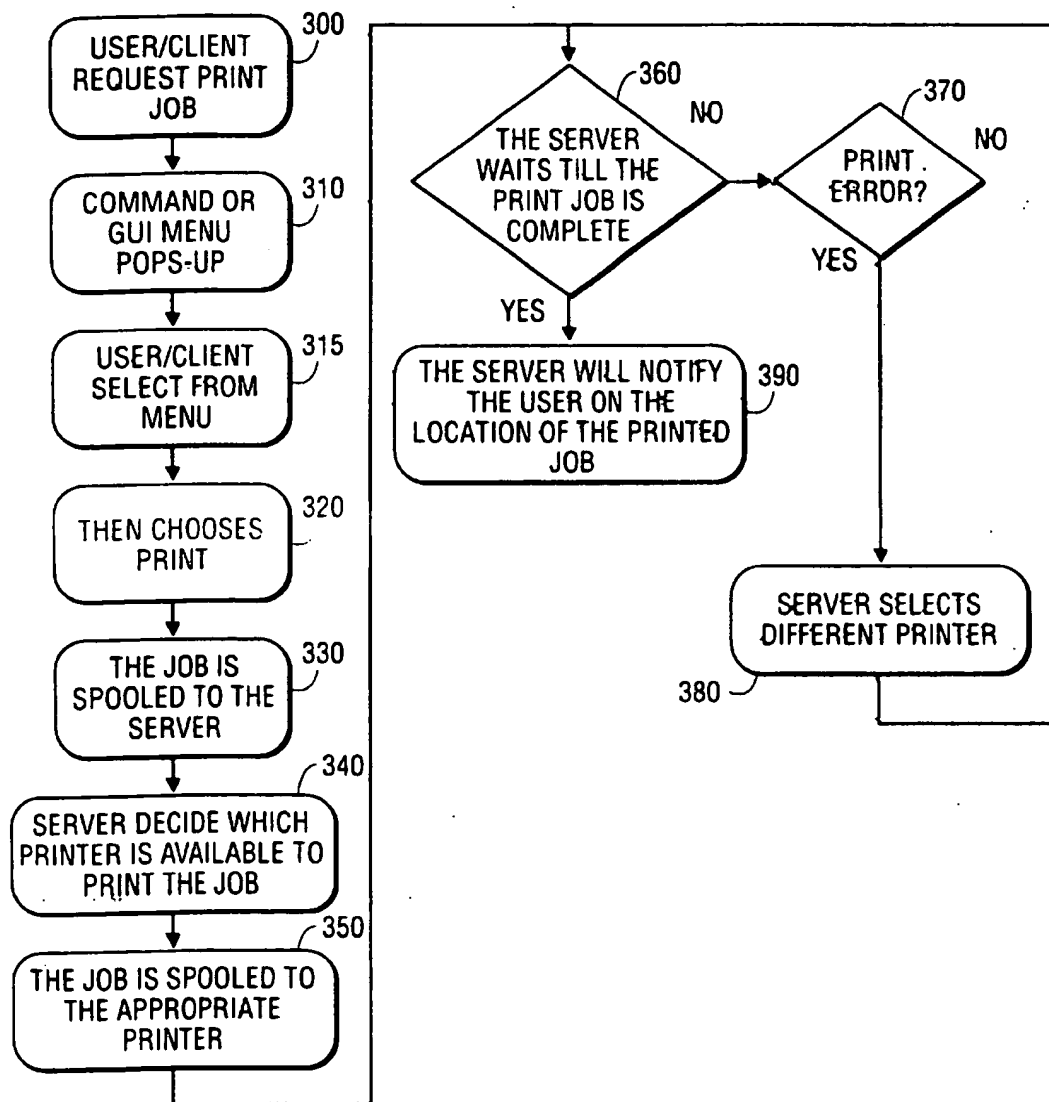 300
USER/CLIENT
REQUEST PRINT
JOB
310
COMMAND OR
GUI MENU
POPS-UP
315
USER/CLIENT
SELECT FROM
MENU
320
THEN CHOOSES
PRINT
330
THE JOB IS
SPOOLED TO THE
SERVER
340
SERVER DECIDE WHICH
PRINTER IS AVAILABLE TO
PRINT THE JOB
350
THE JOB IS SPOOLED TO
THE APPROPRIATE
PRINTER
360
NO
THE SERVER
WAITS TILL THE
PRINT JOB IS
COMPLETE
YES
370
NO
PRINT
ERROR?
YES
390
THE SERVER WILL NOTIFY
THE USER ON THE
LOCATION OF THE PRINTED
JOB
SERVER SELECTS
DIFFERENT PRINTER
380